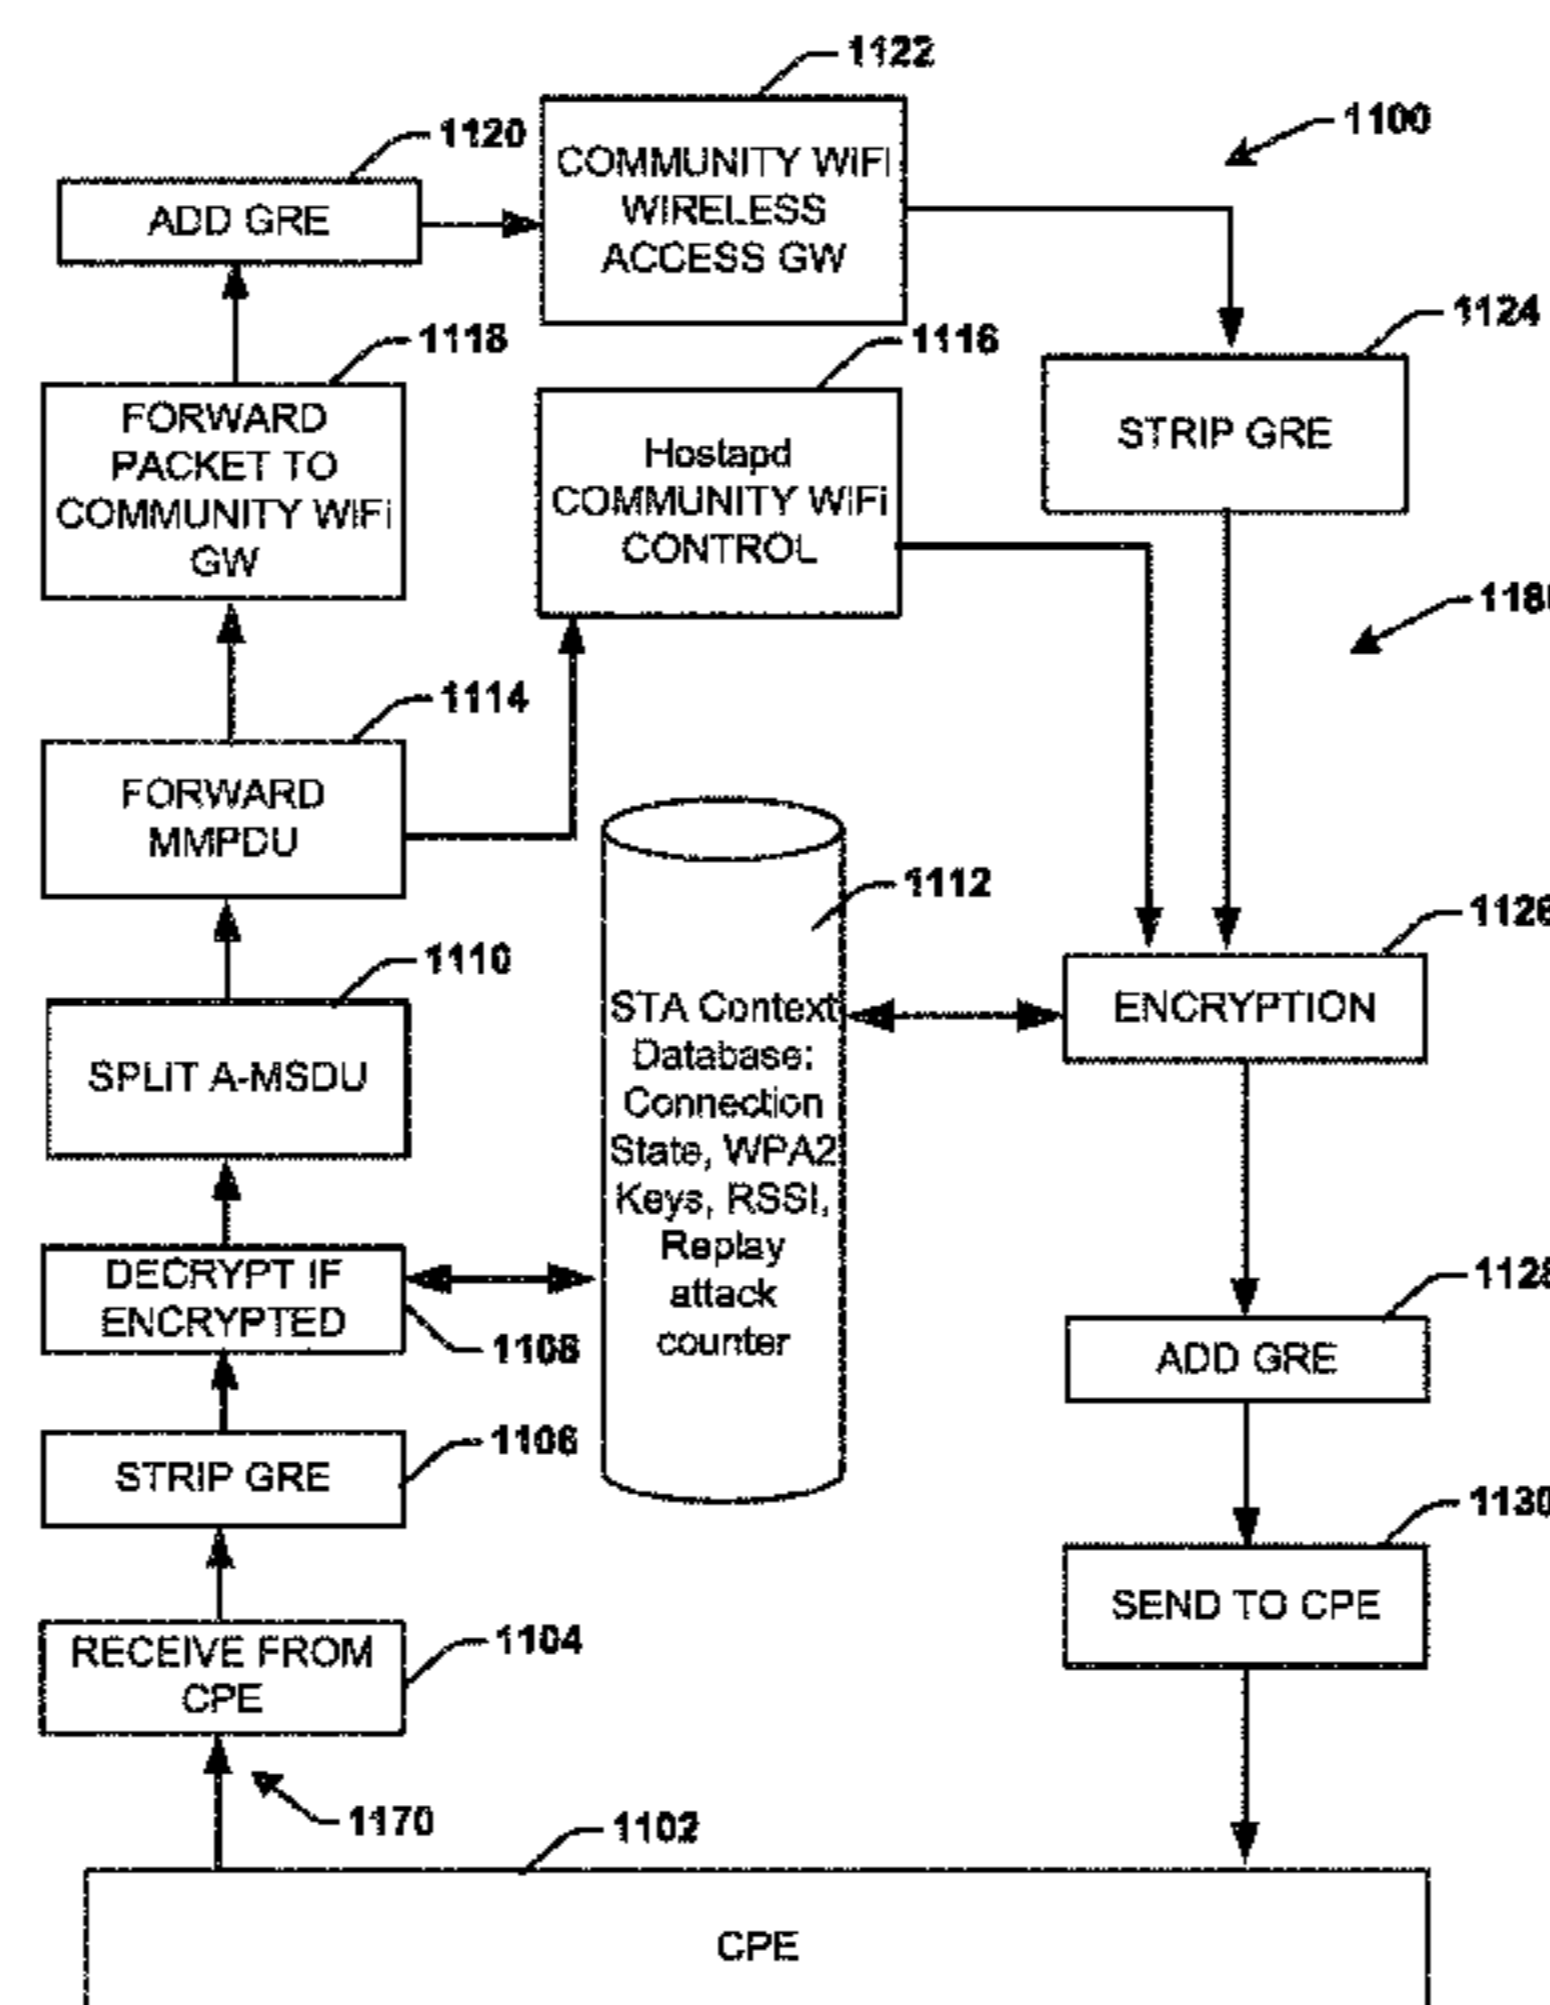 1122
1100
1120
COMMUNITY WiFi
WIRELESS
ACCESS GW
ADD GRE
1124
1118
1116
STRIP GRE
FORWARD
PACKET TO
COMMUNITY WiFi
GW
Hostapd
COMMUNITY WiFi
CONTROL
1114
FORWARD
MMPDU
1112
1126
1110
STA Context
Database:
Connection
State, WPA2
Keys, RSSI,
Replay
attack
counter
ENCRYPTION
SPLIT A-MSDU
DECRYPT IF
ENCRYPTED
1108
1128
ADD GRE
1106
STRIP GRE
1130
SEND TO CPE
1104
RECEIVE FROM
CPE
1170
1102
CPE